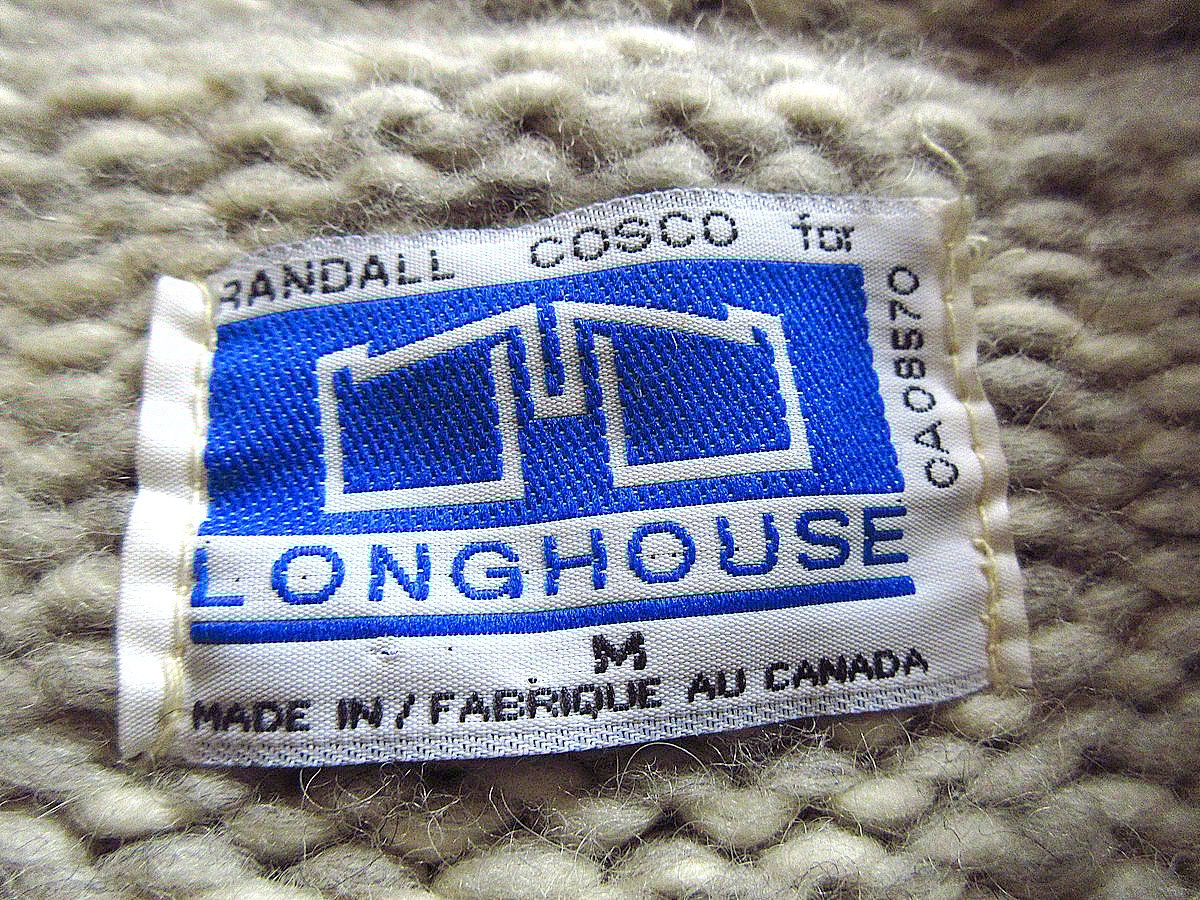 RANDALL COSCO for
CA08570
LONGHOUSE
M
MADE IN / FABRIQUE AU CANADA